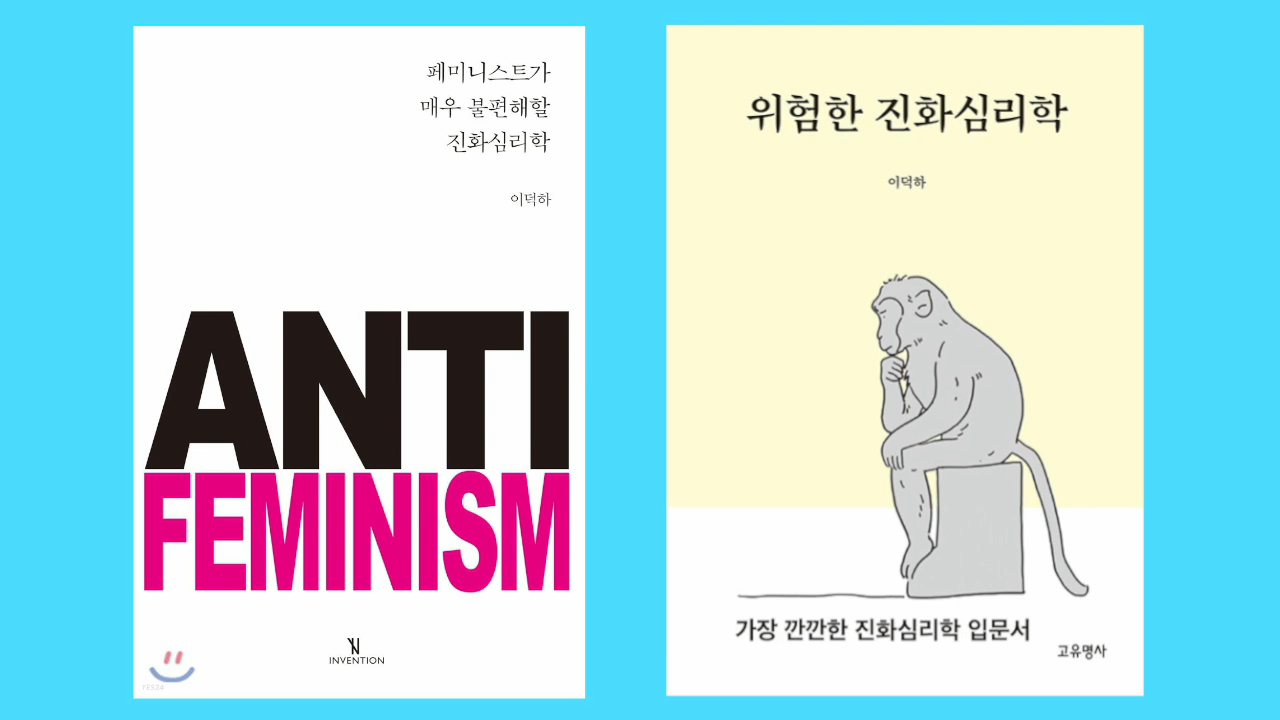 페미니스트가
매우 불편해할
진화심리학
이덕하
ANTI
FEMINISM
INVENTION
YES24
위험한 진화심리학
이덕하
가장 깐깐한 진화심리학 입문서
고유명사